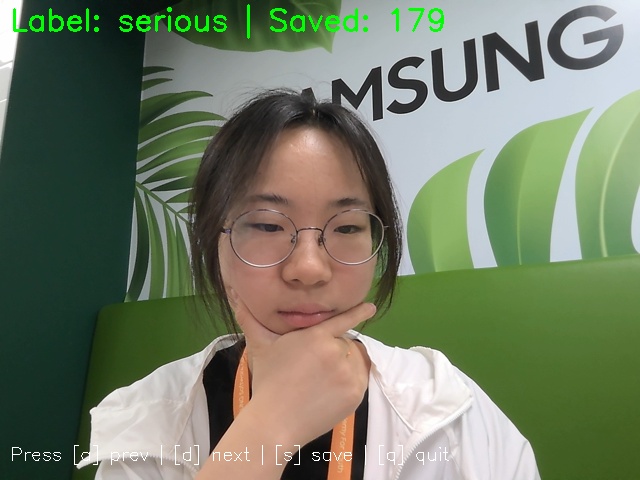 Label: serious | Saved: 179
AMSUNG
Press [a] prev | [d] next | [s] save | [q] quit